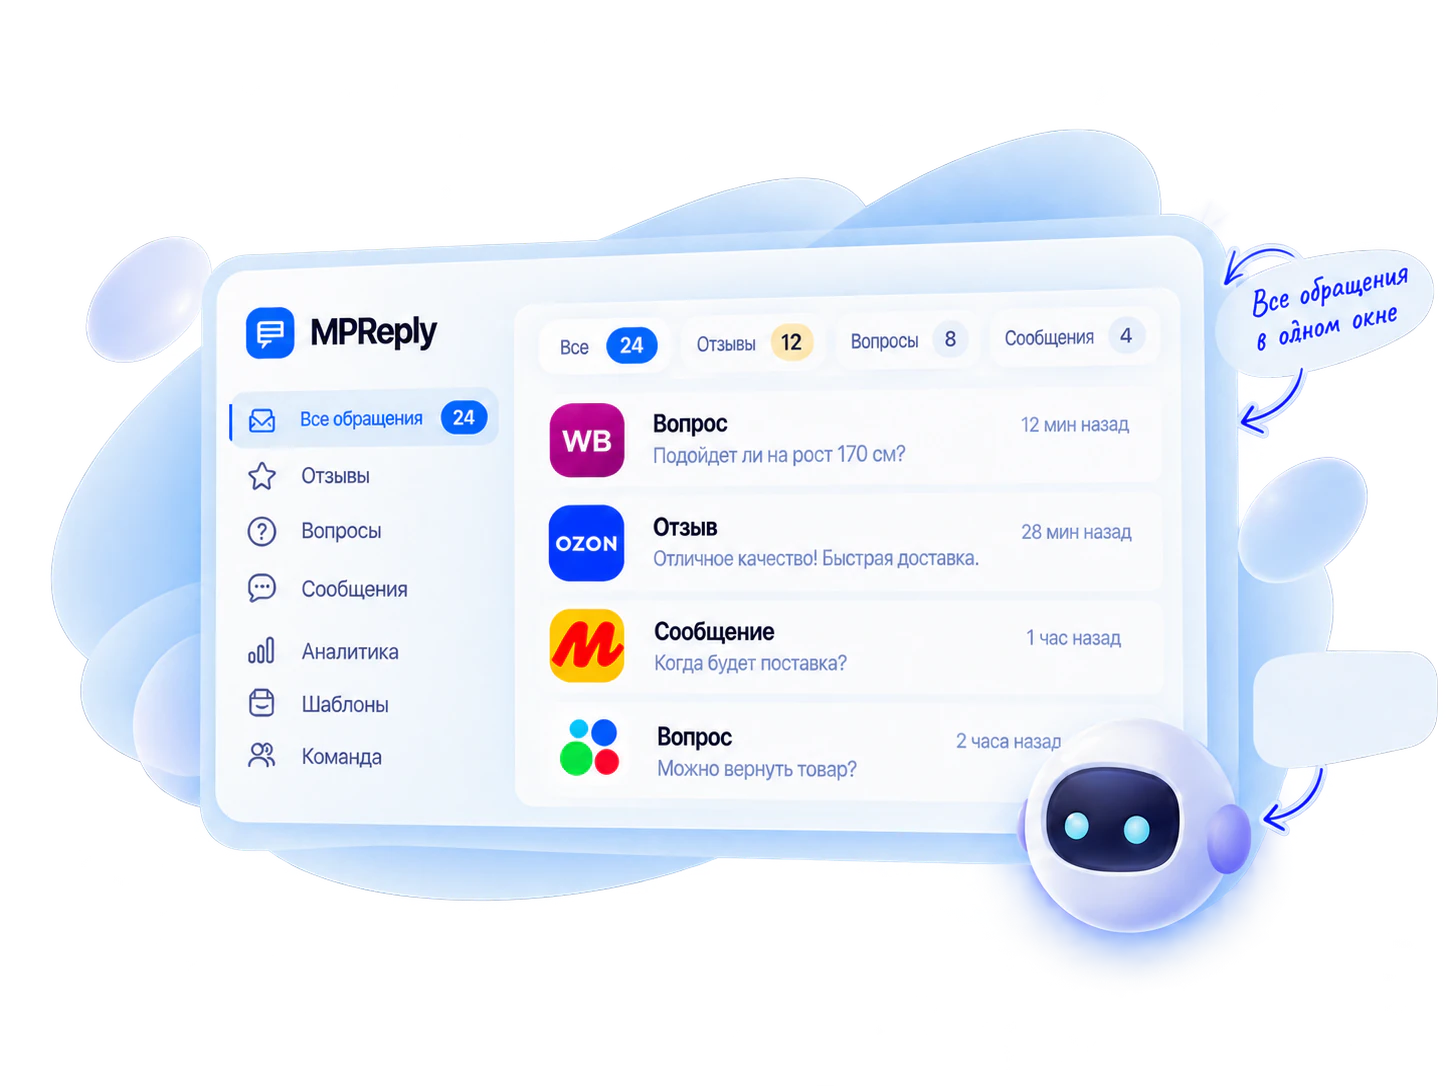 MPReply
Все обращения 24
Отзывы
Вопросы
Сообщения
Аналитика
Шаблоны
Команда
Все 24 Отзывы 12 Вопросы 8 Сообщения 4
WB
Вопрос 12 мин назад
Подойдет ли на рост 170 см?
OZON
Отзыв 28 мин назад
Отличное качество! Быстрая доставка.
Сообщение 1 час назад
Когда будет поставка?
Вопрос 2 часа назад
Можно вернуть товар?
Все обращения
в одном окне